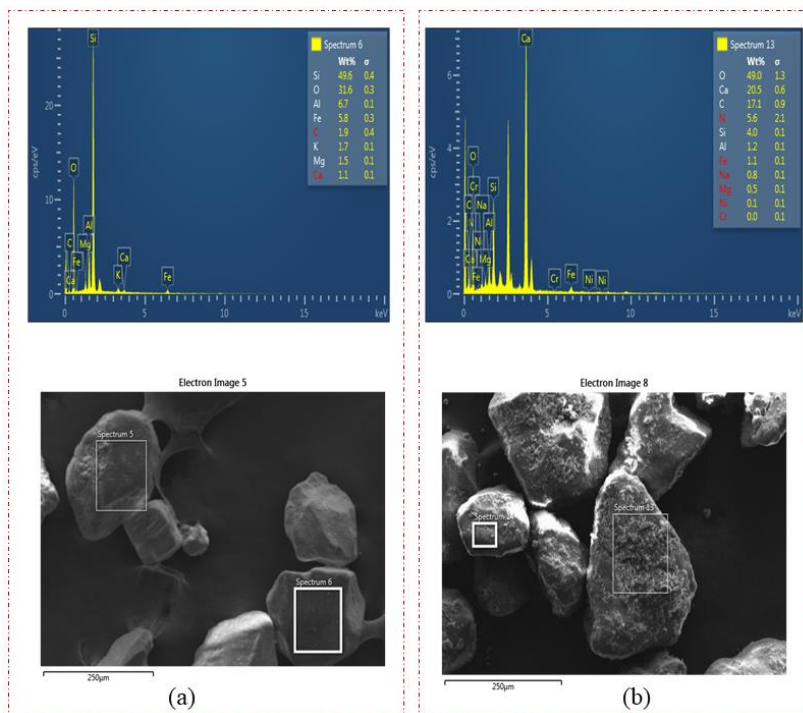 Si
Spectrum 6
Wt% σ
Si 49.6 0.4
O 31.6 0.3
Al 6.7 0.1
Fe 5.8 0.3
C 1.9 0.4
K 1.7 0.1
Mg 1.5 0.1
Ca 1.1 0.1
cps/eV
20
10
0
O
Al
C
Mg
Fe
Ca
K
Ca
Fe
0 5 10 15 keV
Ca
Spectrum 13
Wt% σ
O 49.0 1.3
Ca 20.5 0.6
C 17.1 0.9
N 5.6 2.1
Si 4.0 0.1
Al 1.2 0.1
Fe 1.1 0.1
Na 0.8 0.1
Mg 0.5 0.1
Ni 0.1 0.1
Cr 0.0 0.1
cps/eV
6
4
2
0
O
Cr
Si
C
Na
N
Al
Ni
Ca
Mg
Fe
Cr
Fe
Ni
Ni
0 5 10 15 keV
Electron Image 5
Spectrum 5
Spectrum 6
250μm
(a)
Electron Image 8
Spectrum 14
Spectrum 13
250μm
(b)